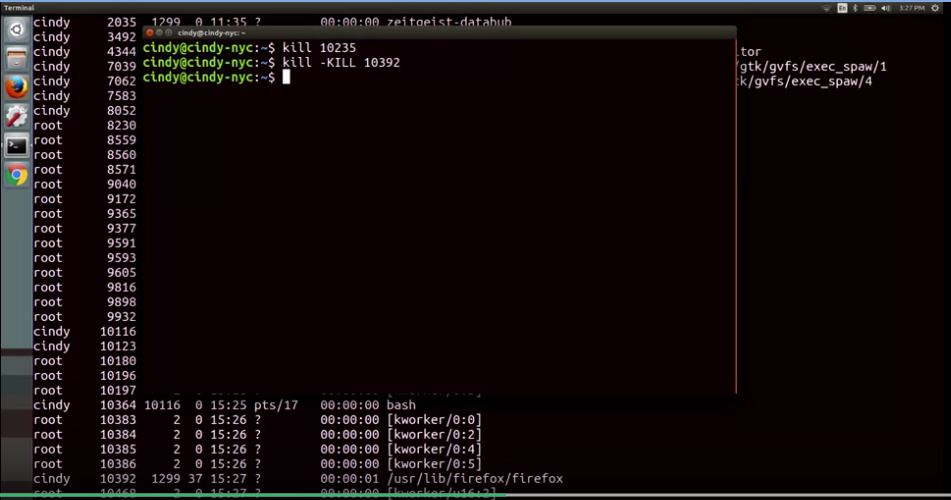 Terminal
En 3:27 PM
cindy 2035 1299 0 11:35 ? 00:00:00 zeitgeist-datahub
cindy@cindy-nyc: ~
cindy 3492
cindy@cindy-nyc:~$ kill 10235
cindy 4344 tor
cindy@cindy-nyc:~$ kill -KILL 10392
cindy 7039 /gtk/gvfs/exec_spaw/1
cindy@cindy-nyc:~$
cindy 7062 k/gvfs/exec_spaw/4
cindy 7583
cindy 8052
root 8230
root 8559
root 8560
root 8571
root 9040
root 9172
root 9365
root 9377
root 9591
root 9593
root 9605
root 9816
root 9898
root 9932
cindy 10116
cindy 10123
root 10180
root 10196
root 10197
cindy 10364 10116 0 15:25 pts/17 00:00:00 bash
root 10383 2 0 15:26 ? 00:00:00 [kworker/0:0]
root 10384 2 0 15:26 ? 00:00:00 [kworker/0:2]
root 10385 2 0 15:26 ? 00:00:00 [kworker/0:4]
root 10386 2 0 15:26 ? 00:00:00 [kworker/0:5]
cindy 10392 1299 37 15:27 ? 00:00:01 /usr/lib/firefox/firefox
root 10468 2 0 15:27 ? 00:00:00 [kworker/u16:2]